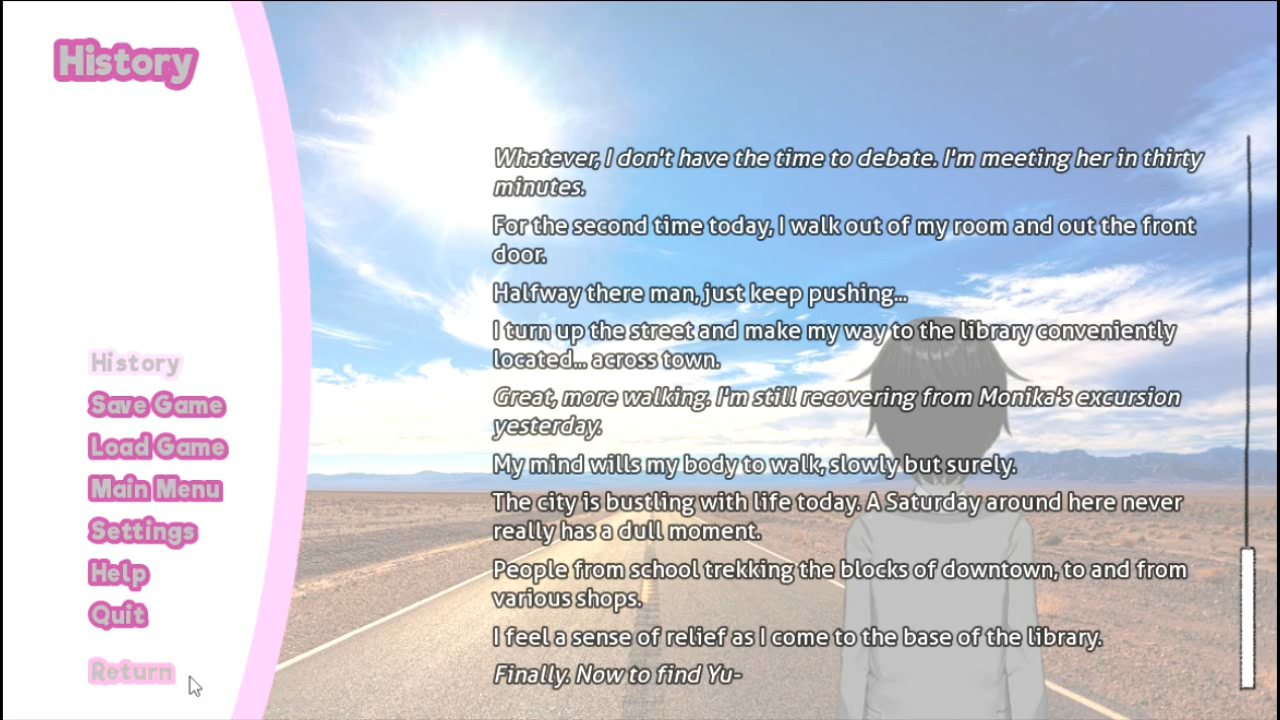 History
Whatever, I don't have the time to debate. I'm meeting her in thirty
minutes.
For the second time today, I walk out of my room and out the front
door.
Halfway there man, just keep pushing...
I turn up the street and make my way to the library conveniently
located... across town.
Great, more walking. I'm still recovering from Monika's excursion
yesterday.
My mind wills my body to walk, slowly but surely.
The city is bustling with life today. A Saturday around here never
really has a dull moment.
People from school trekking the blocks of downtown, to and from
various shops.
I feel a sense of relief as I come to the base of the library.
Finally. Now to find Yu-
History
Save Game
Load Game
Main Menu
Settings
Help
Quit
Return